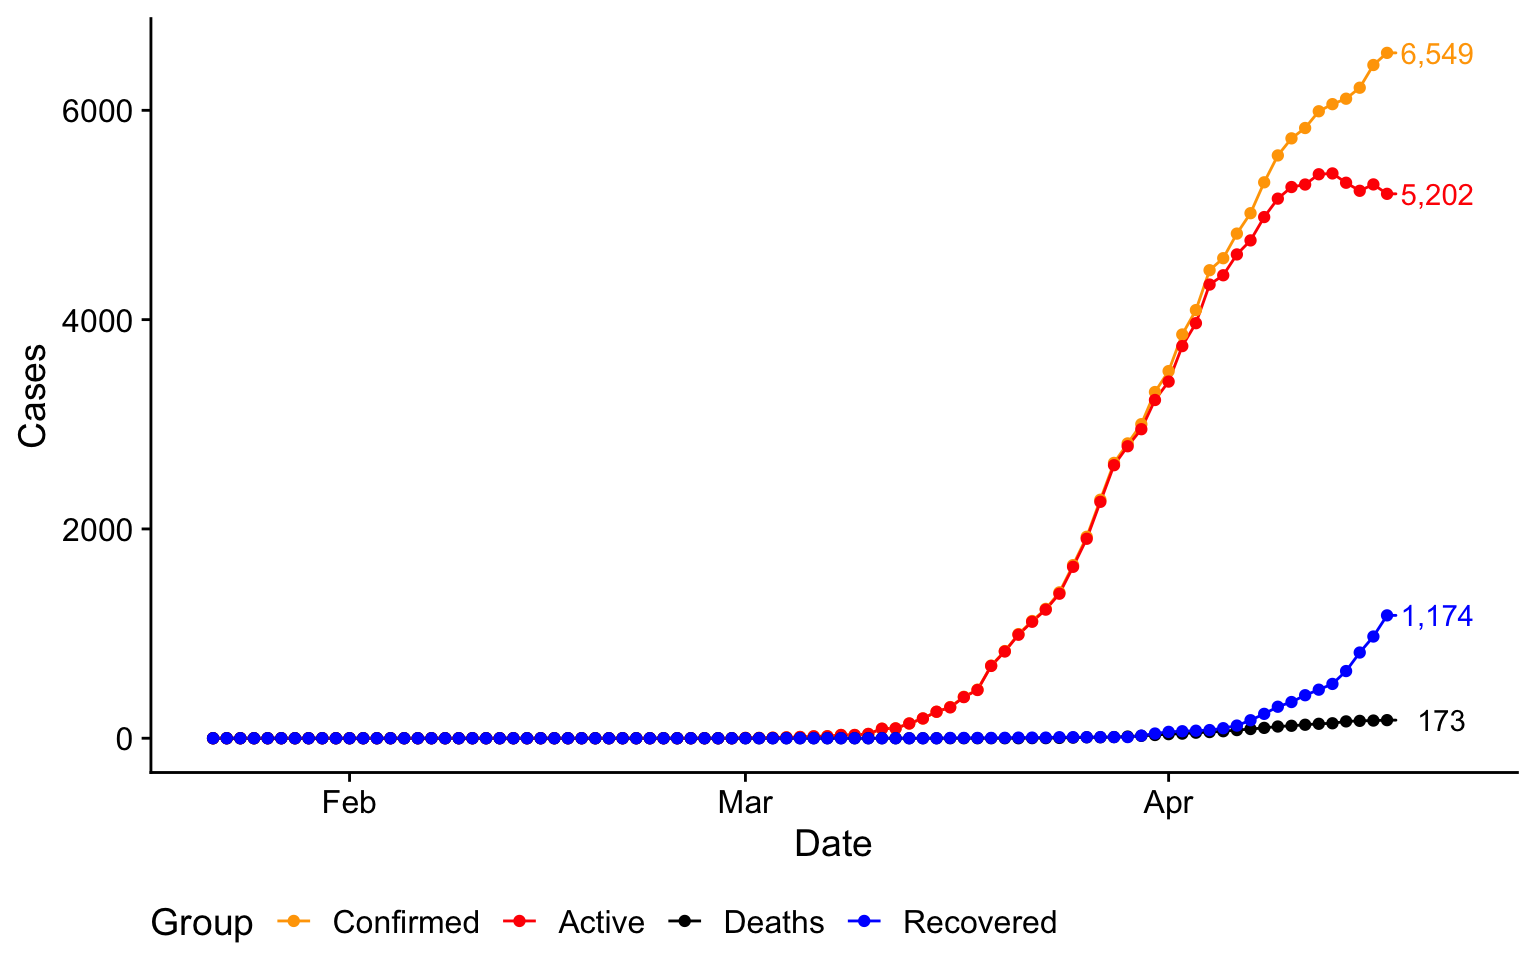 6,549
6000
5,202
4000
Cases
2000
1,174
173
0
Feb Mar Apr
Date
Group Confirmed Active Deaths Recovered